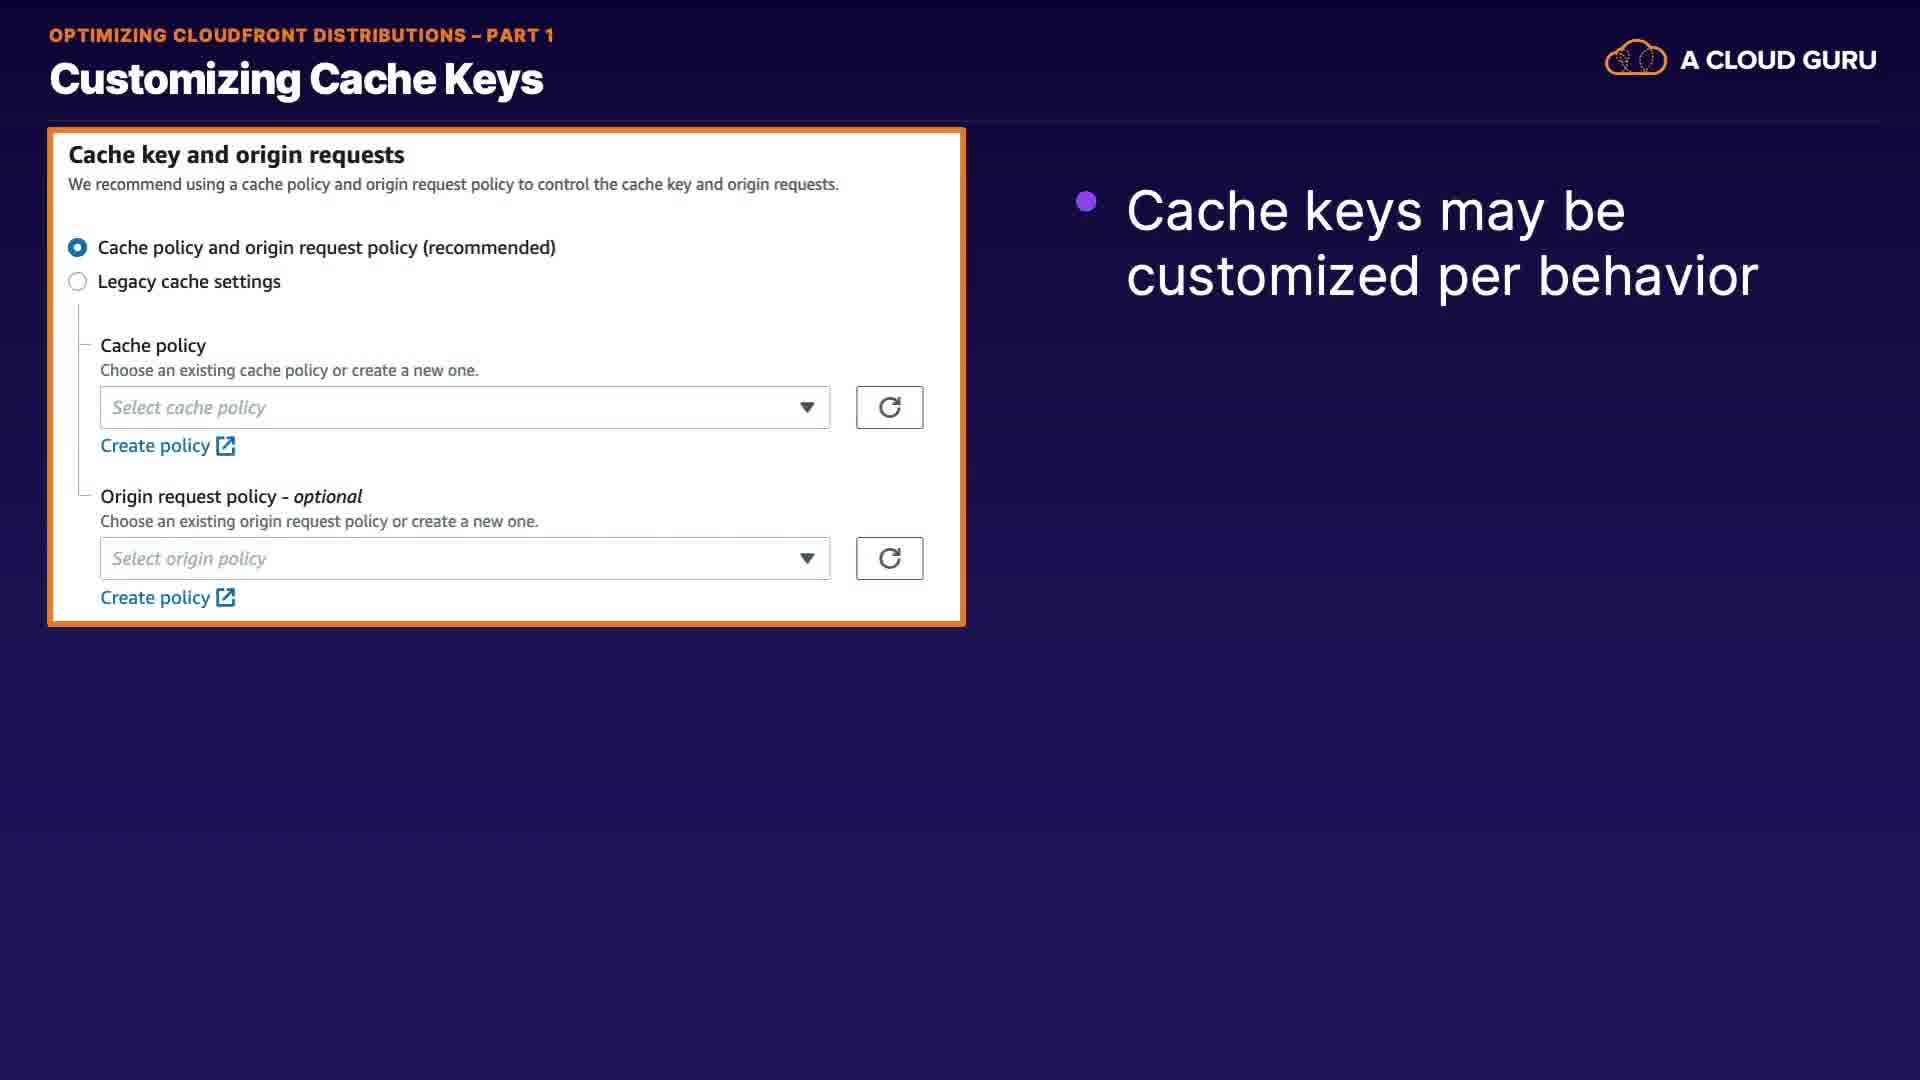 OPTIMIZING CLOUDFRONT DISTRIBUTIONS – PART 1
Customizing Cache Keys
A CLOUD GURU
Cache key and origin requests
We recommend using a cache policy and origin request policy to control the cache key and origin requests.
Cache policy and origin request policy (recommended)
Legacy cache settings
Cache policy
Choose an existing cache policy or create a new one.
Select cache policy
Create policy
Origin request policy - optional
Choose an existing origin request policy or create a new one.
Select origin policy
Create policy
Cache keys may be
customized per behavior